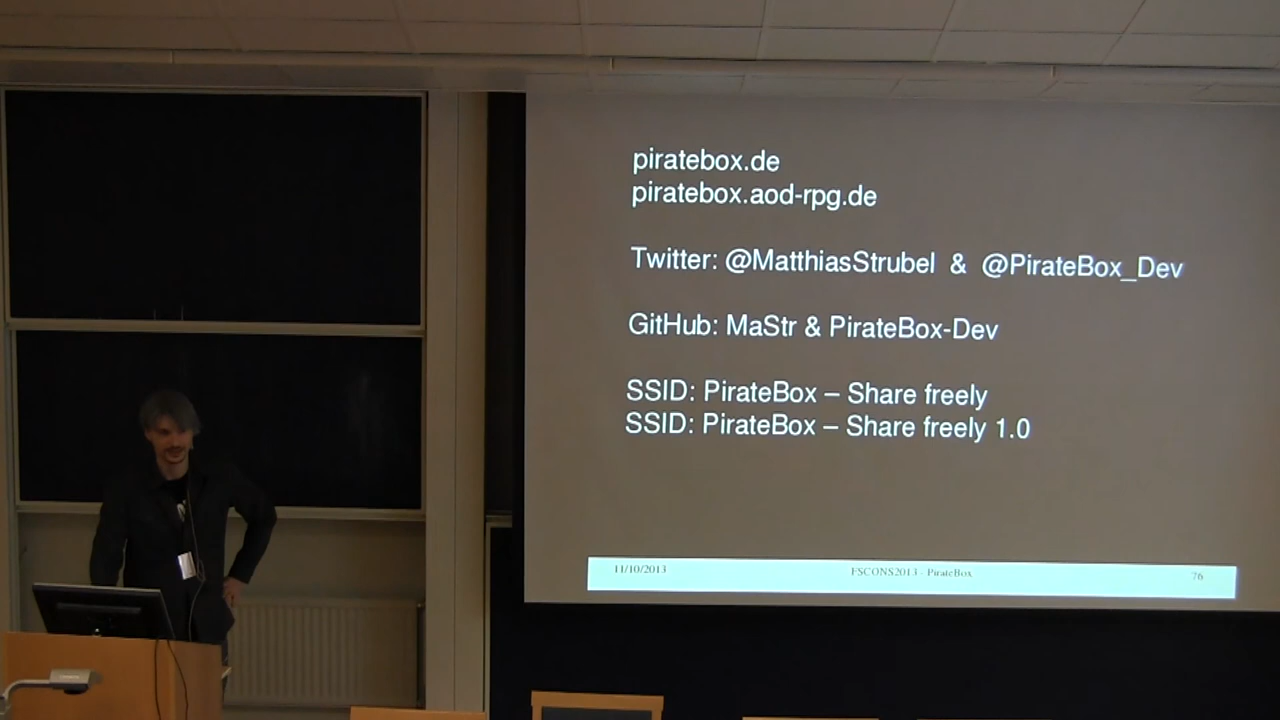 piratebox.de
piratebox.aod-rpg.de
Twitter: @MatthiasStrubel & @PirateBox_Dev
GitHub: MaStr & PirateBox-Dev
SSID: PirateBox – Share freely
SSID: PirateBox – Share freely 1.0
11/10/2013 FSCONS2013 - PirateBox 76